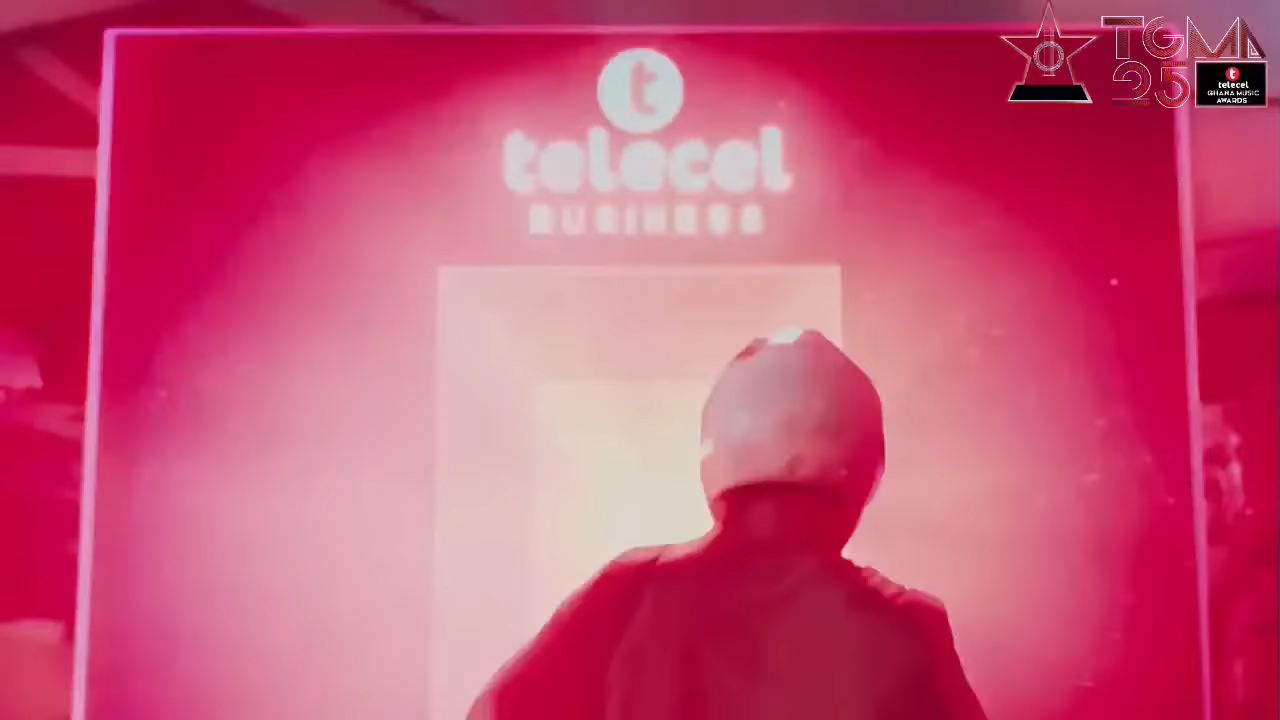 t
telecel
BUSINESS
TGMA
25
t
telecel
GHANA MUSIC
AWARDS